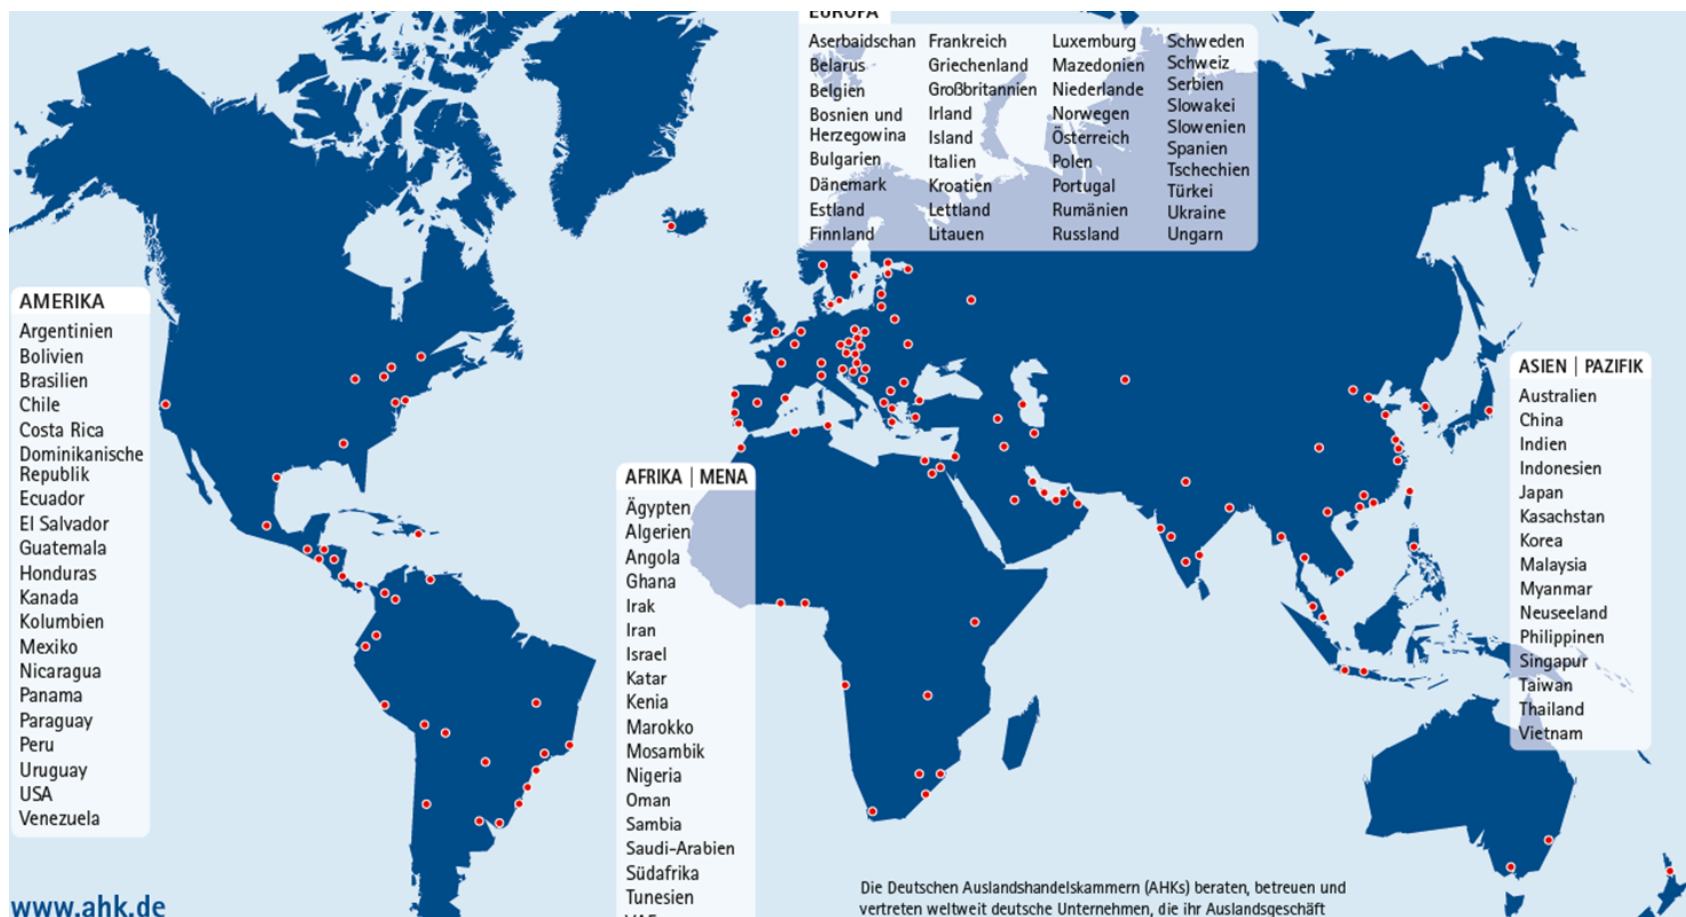 EUROPA
Aserbaidschan
Belarus
Belgien
Bosnien und
Herzegowina
Bulgarien
Dänemark
Estland
Finnland
Frankreich
Griechenland
Großbritannien
Irland
Island
Italien
Kroatien
Lettland
Litauen
Luxemburg
Mazedonien
Niederlande
Norwegen
Österreich
Polen
Portugal
Rumänien
Russland
Schweden
Schweiz
Serbien
Slowakei
Slowenien
Spanien
Tschechien
Türkei
Ukraine
Ungarn
AMERIKA
Argentinien
Bolivien
Brasilien
Chile
Costa Rica
Dominikanische
Republik
Ecuador
El Salvador
Guatemala
Honduras
Kanada
Kolumbien
Mexiko
Nicaragua
Panama
Paraguay
Peru
Uruguay
USA
Venezuela
AFRIKA | MENA
Ägypten
Algerien
Angola
Ghana
Irak
Iran
Israel
Katar
Kenia
Marokko
Mosambik
Nigeria
Oman
Sambia
Saudi-Arabien
Südafrika
Tunesien
VAE
ASIEN | PAZIFIK
Australien
China
Indien
Indonesien
Japan
Kasachstan
Korea
Malaysia
Myanmar
Neuseeland
Philippinen
Singapur
Taiwan
Thailand
Vietnam
www.ahk.de
Die Deutschen Auslandshandelskammern (AHKs) beraten, betreuen und
vertreten weltweit deutsche Unternehmen, die ihr Auslandsgeschäft